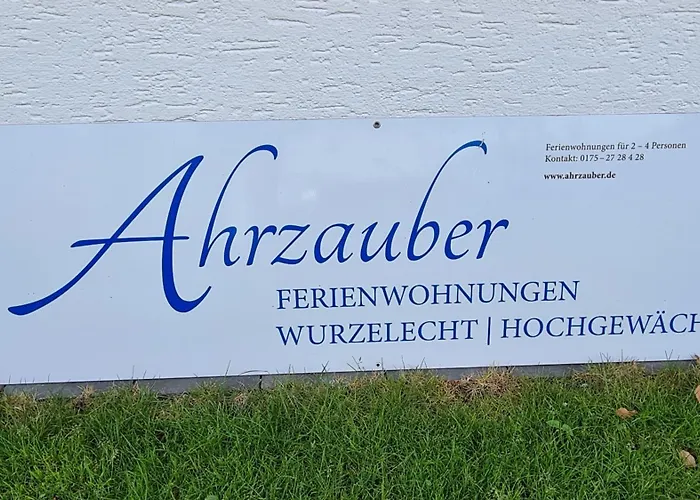 Ahrzauber
Ferienwohnungen für 2 – 4 Personen
Kontakt: 0175 – 27 28 4 28
www.ahrzauber.de
FERIENWOHNUNGEN
WURZELECHT | HOCHGEWÄCH